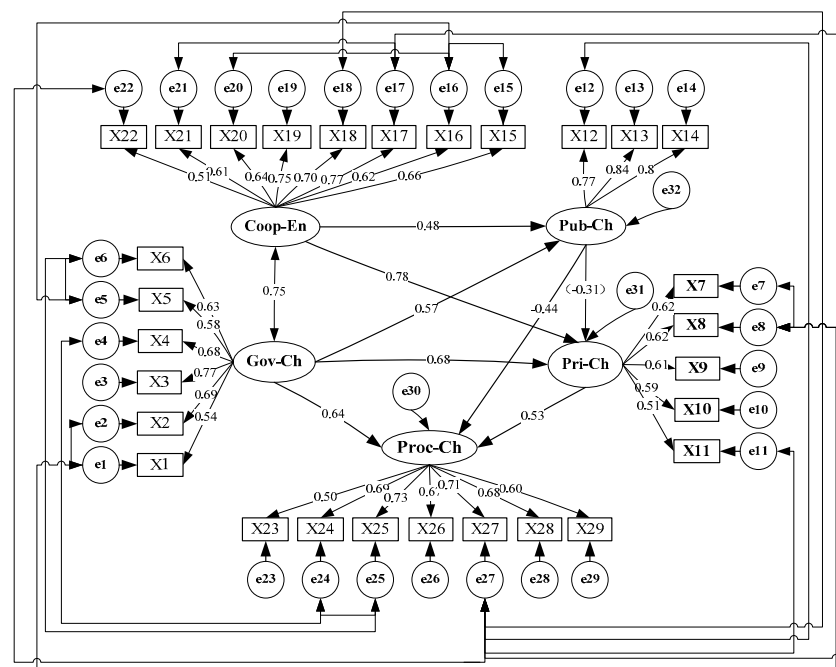 e22 e21 e20 e19 e18 e17 e16 e15 e12 e13 e14
X22 X21 X20 X19 X18 X17 X16 X15 X12 X13 X14
0.51 0.61 0.64 0.75 0.70 0.77 0.62 0.66 0.77 0.84 0.8
e32
Coop-En 0.48 Pub-Ch
e6 X6
e5 X5
e4 X4
e3 X3
e2 X2
e1 X1
0.63
0.58
0.68
0.77
0.69
0.54
0.75
0.78
0.57
(-0.31)
-0.44
e31
Gov-Ch 0.68 Pri-Ch
0.62 X7 e7
0.62 X8 e8
0.61 X9 e9
0.59 X10 e10
0.51 X11 e11
0.64
e30
0.53
Proc-Ch
0.50 0.69 0.73 0.67 0.71 0.68 0.60
X23 X24 X25 X26 X27 X28 X29
e23 e24 e25 e26 e27 e28 e29